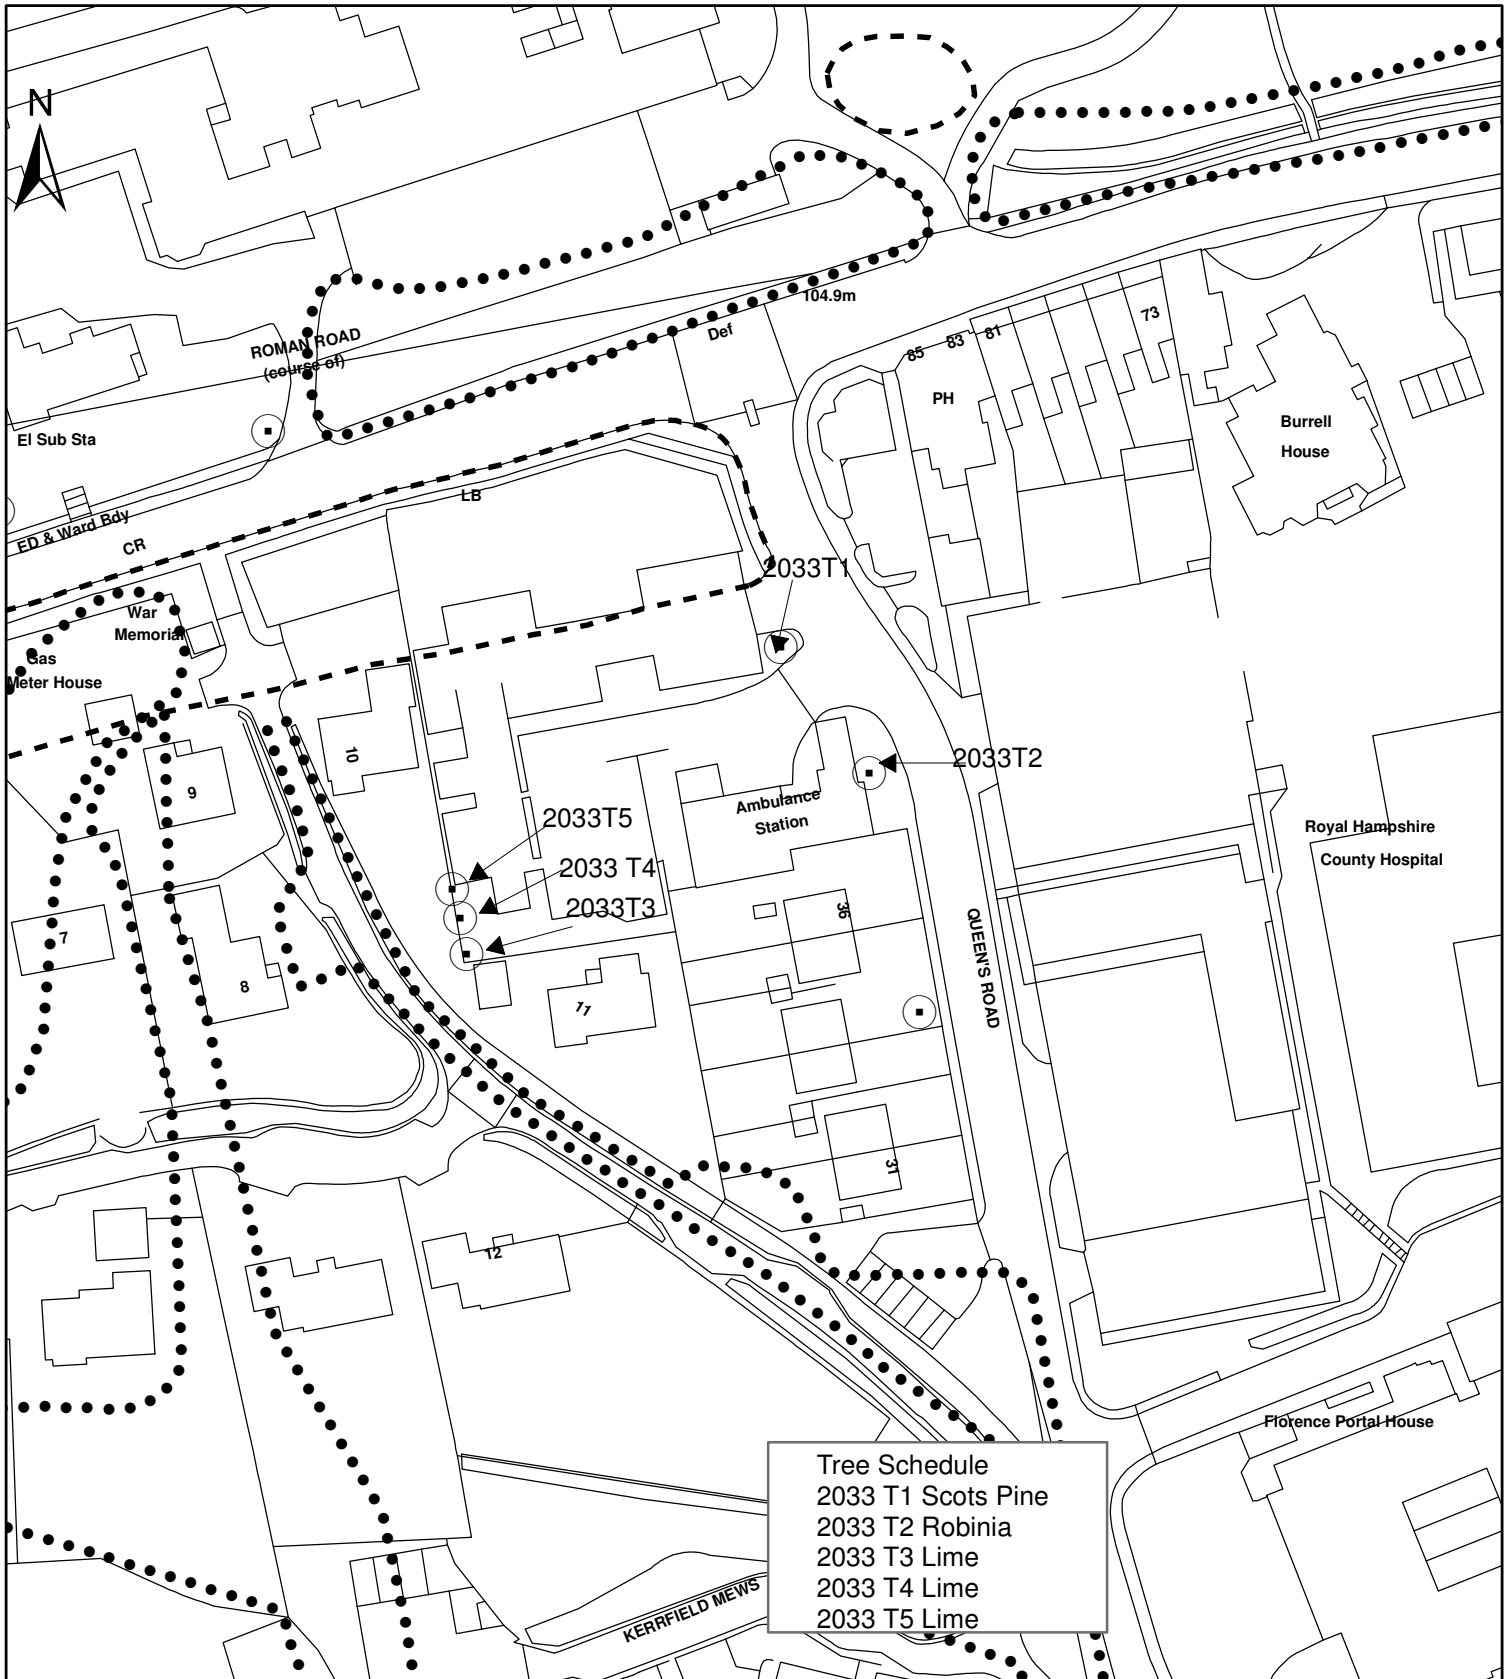 N
ROMAN ROAD
(course of)
104.9m
Def
85
83
81
73
PH
Burrell
House
El Sub Sta
LB
ED & Ward Bdy
CR
2033T1
War
Memorial
Gas
Meter House
10
9
2033T2
Ambulance
Station
2033T5
2033 T4
2033T3
Royal Hampshire
County Hospital
36
7
8
11
QUEEN'S ROAD
31
12
Florence Portal House
KERRFIELD MEWS
Tree Schedule
2033 T1 Scots Pine
2033 T2 Robinia
2033 T3 Lime
2033 T4 Lime
2033 T5 Lime